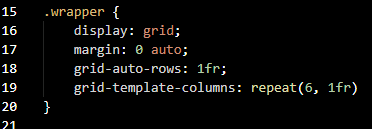 15 .wrapper {
16 display: grid;
17 margin: 0 auto;
18 grid-auto-rows: 1fr;
19 grid-template-columns: repeat(6, 1fr)
20 }
21